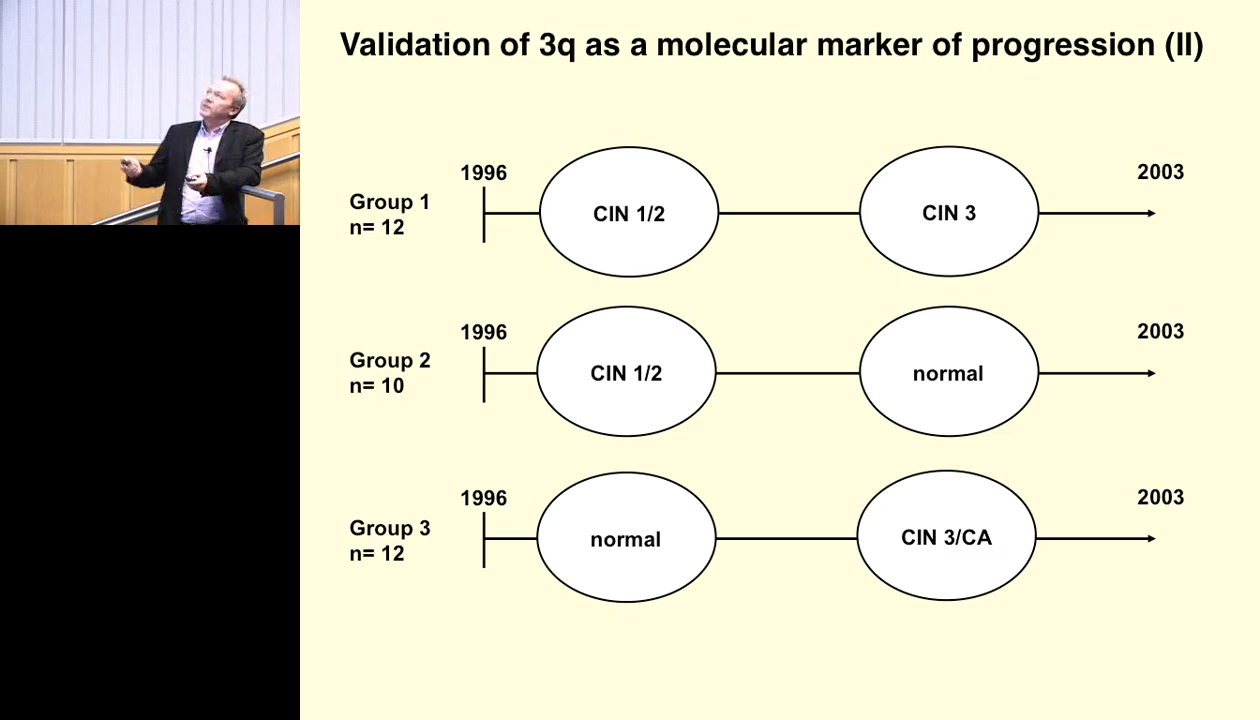 Validation of 3q as a molecular marker of progression (II)
1996
2003
Group 1
n= 12
CIN 1/2
CIN 3
1996
2003
Group 2
n= 10
CIN 1/2
normal
1996
2003
Group 3
n= 12
normal
CIN 3/CA